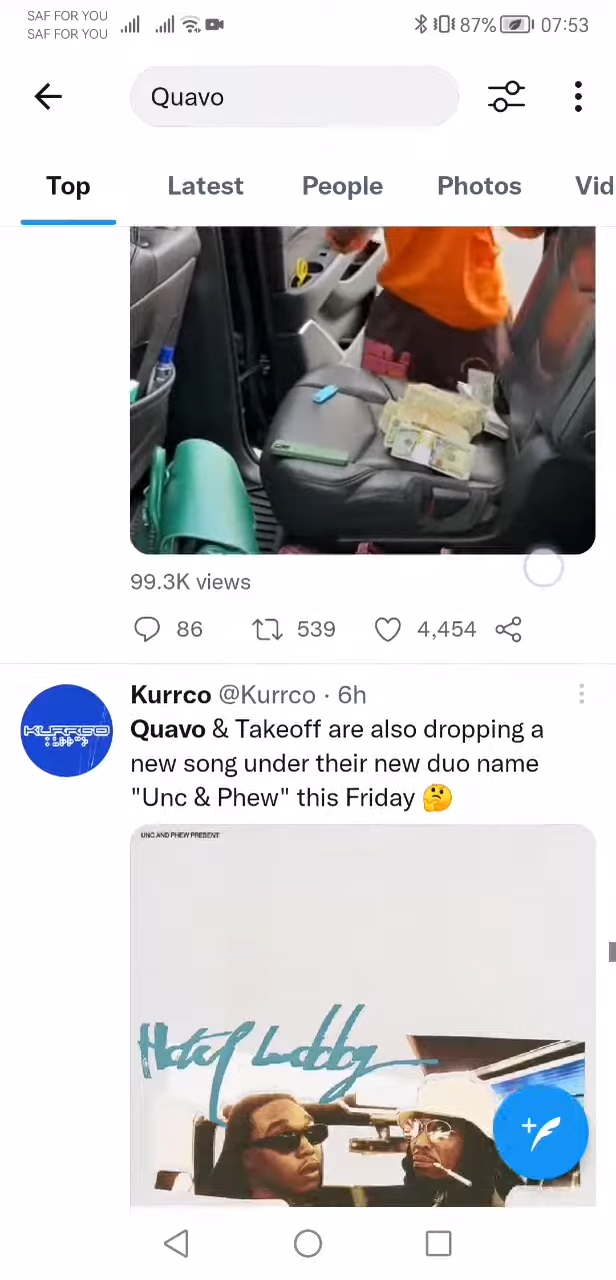 SAF FOR YOU
SAF FOR YOU
87%
07:53
Quavo
Top
Latest
People
Photos
Vid
99.3K views
86
539
4,454
Kurrco @Kurrco · 6h
Quavo & Takeoff are also dropping a
new song under their new duo name
"Unc & Phew" this Friday 🤔
KURRCO
UNC AND PHEW PRESENT
Hotel Lobby